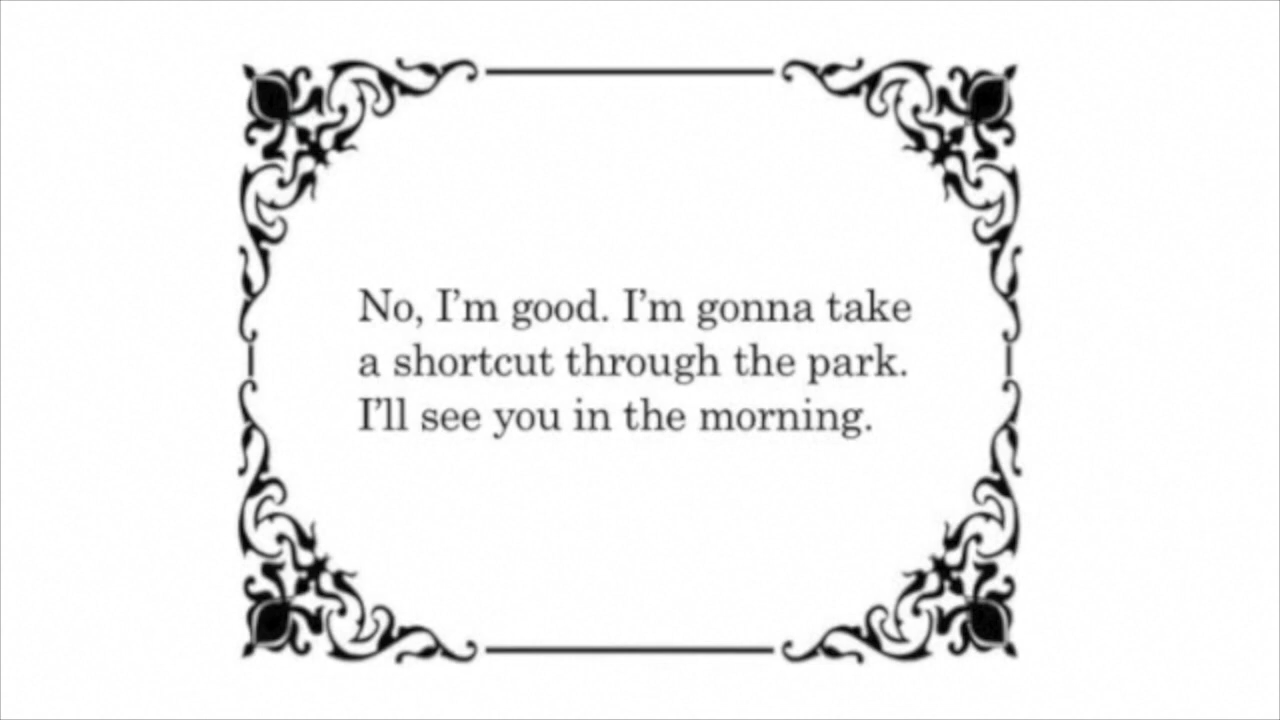 No, I’m good. I’m gonna take
a shortcut through the park.
I’ll see you in the morning.